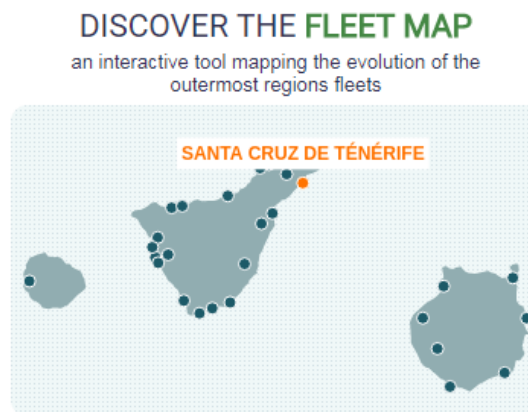 DISCOVER THE FLEET MAP
an interactive tool mapping the evolution of the
outermost regions fleets
SANTA CRUZ DE TÉNÉRIFE